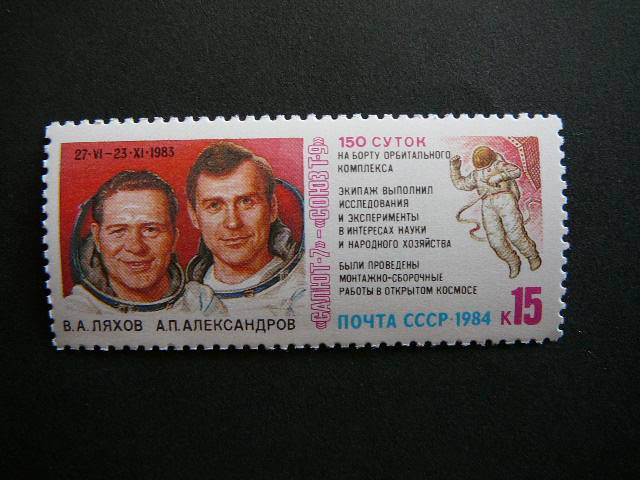 27·VI–23·XI·1983
В.А.ЛЯХОВ А.П.АЛЕКСАНДРОВ
«САЛЮТ-7»–«СОЮЗ Т-9»
150 СУТОК
НА БОРТУ ОРБИТАЛЬНОГО
КОМПЛЕКСА
ЭКИПАЖ ВЫПОЛНИЛ
ИССЛЕДОВАНИЯ
И ЭКСПЕРИМЕНТЫ
В ИНТЕРЕСАХ НАУКИ
И НАРОДНОГО ХОЗЯЙСТВА
БЫЛИ ПРОВЕДЕНЫ
МОНТАЖНО-СБОРОЧНЫЕ
РАБОТЫ В ОТКРЫТОМ КОСМОСЕ
ПОЧТА СССР·1984 К15